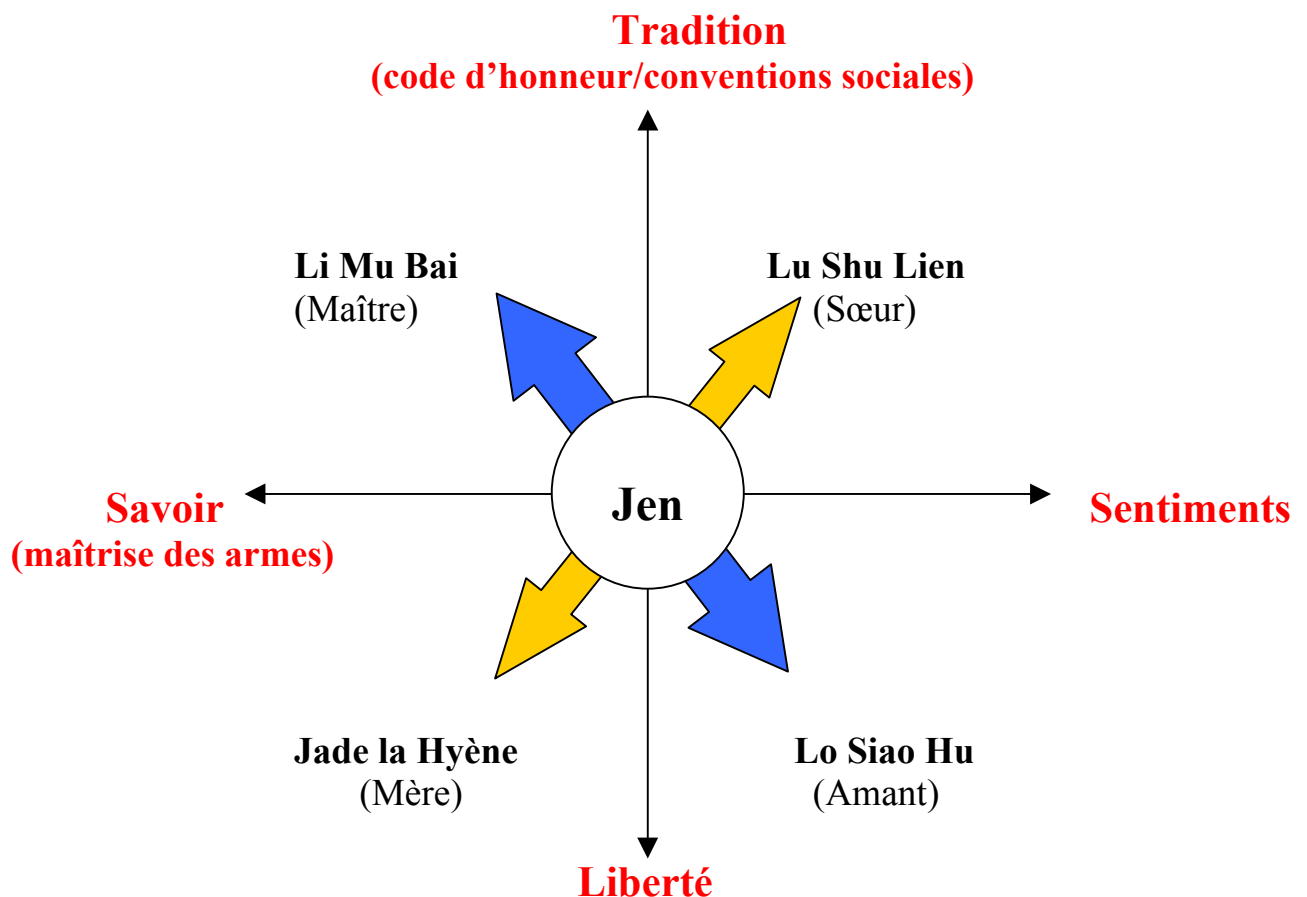 Tradition
(code d’honneur/conventions sociales)
Li Mu Bai
(Maître)
Lu Shu Lien
(Sœur)
Savoir
(maîtrise des armes)
Jen
Sentiments
Jade la Hyène
(Mère)
Lo Siao Hu
(Amant)
Liberté